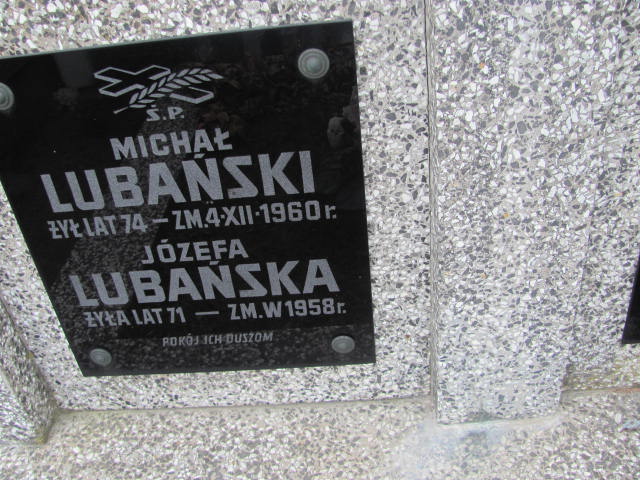 Ś.P.
MICHAŁ
LUBAŃSKI
ŻYŁ LAT 74 — ZM. 4·XII·1960 r.
JÓZEFA
LUBAŃSKA
ŻYŁA LAT 71 — ZM. W 1958 r.
POKÓJ ICH DUSZOM